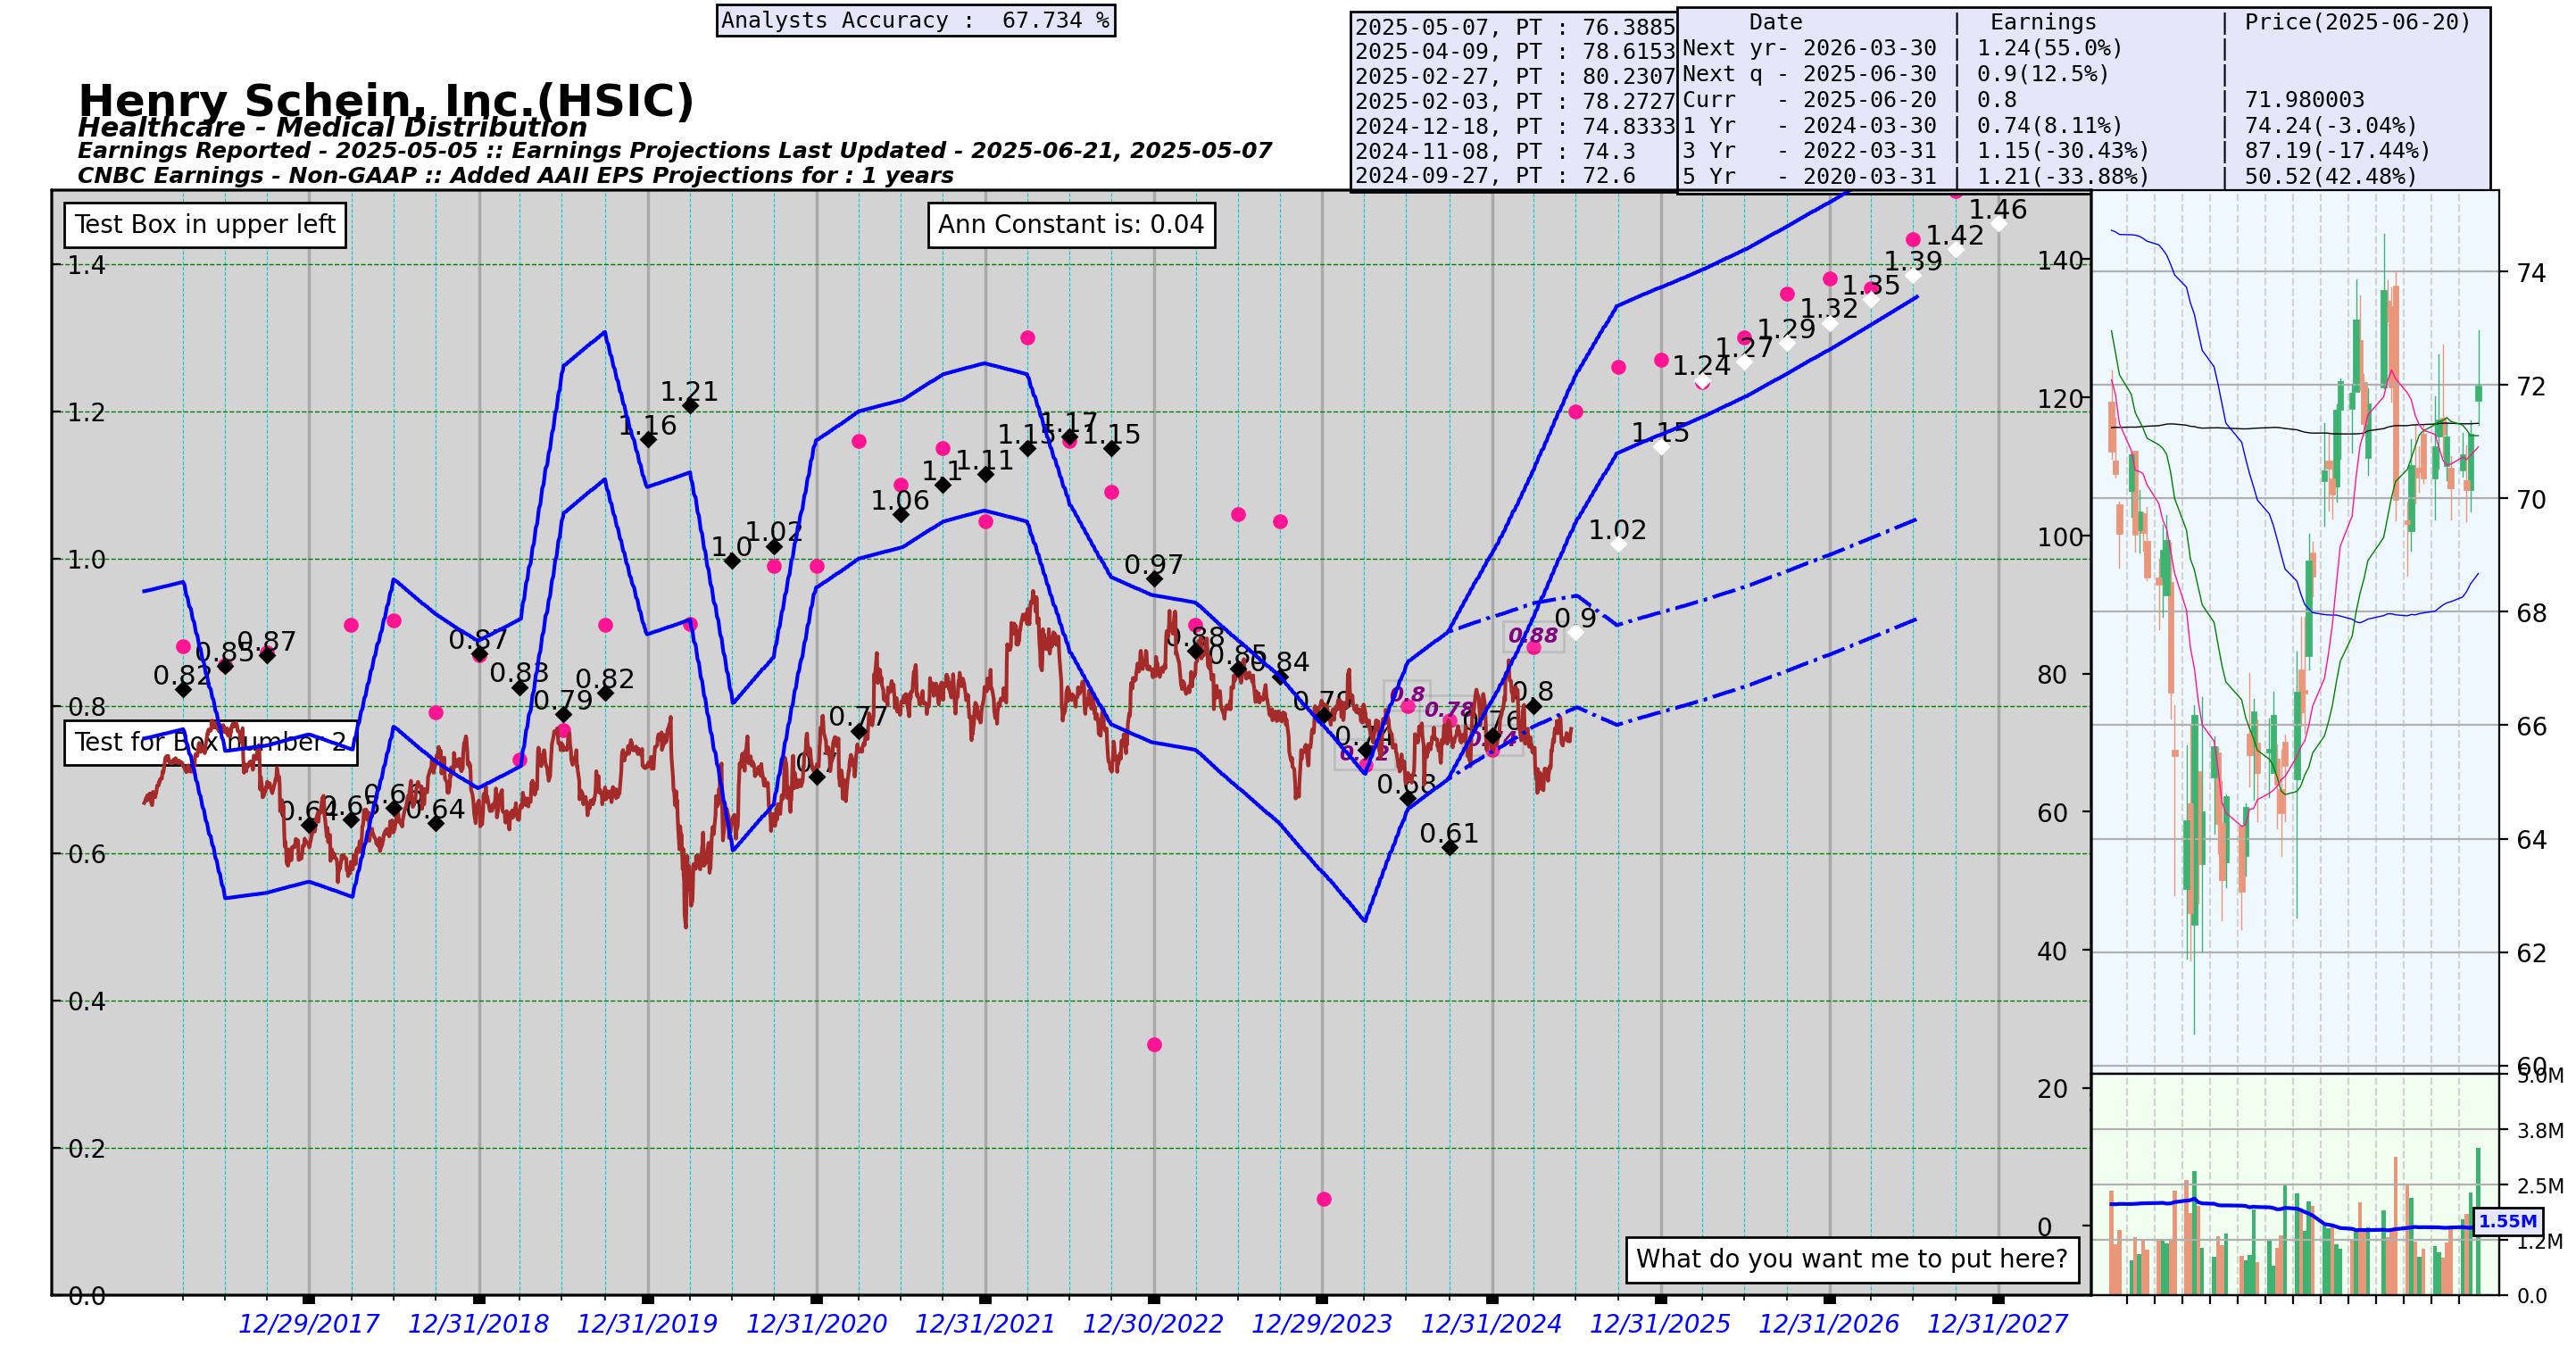 Analysts Accuracy :  67.734 %
2025-05-07, PT : 76.3885
2025-04-09, PT : 78.6153
2025-02-27, PT : 80.2307
2025-02-03, PT : 78.2727
2024-12-18, PT : 74.8333
2024-11-08, PT : 74.3
2024-09-27, PT : 72.6
Date | Earnings | Price(2025-06-20)
Next yr- 2026-03-30 | 1.24(55.0%) |
Next q - 2025-06-30 | 0.9(12.5%) |
Curr - 2025-06-20 | 0.8 | 71.980003
1 Yr - 2024-03-30 | 0.74(8.11%) | 74.24(-3.04%)
3 Yr - 2022-03-31 | 1.15(-30.43%) | 87.19(-17.44%)
5 Yr - 2020-03-31 | 1.21(-33.88%) | 50.52(42.48%)
Henry Schein, Inc.(HSIC)
Healthcare - Medical Distribution
Earnings Reported - 2025-05-05 :: Earnings Projections Last Updated - 2025-06-21, 2025-05-07
CNBC Earnings - Non-GAAP :: Added AAII EPS Projections for : 1 years
Test Box in upper left
Ann Constant is: 0.04
Test for Box number 2
What do you want me to put here?
1.4
1.2
1.0
0.8
0.6
0.4
0.2
0.0
0.82
0.85
0.87
0.64
0.65
0.66
0.64
0.87
0.83
0.79
0.82
1.16
1.21
1.0
1.02
0.7
0.77
1.06
1.1
1.11
1.15
1.17
1.15
0.97
0.88
0.85
0.84
0.79
0.68
0.61
0.76
0.8
0.9
1.02
1.15
1.24
1.27
1.29
1.32
1.35
1.39
1.42
1.46
0.8
0.78
0.88
140
120
100
80
60
40
20
0
74
72
70
68
66
64
62
60
5.0M
3.8M
2.5M
1.55M
1.2M
0.0
12/29/2017
12/31/2018
12/31/2019
12/31/2020
12/31/2021
12/30/2022
12/29/2023
12/31/2024
12/31/2025
12/31/2026
12/31/2027